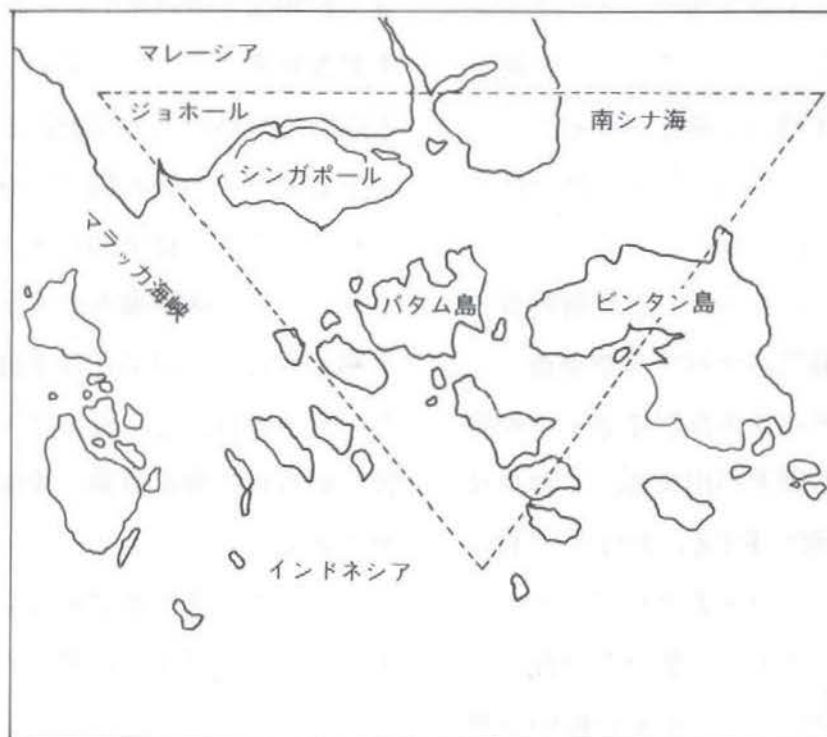 マレーシア
ジョホール
南シナ海
シンガポール
マラッカ海峡
バタム島
ビンタン島
インドネシア